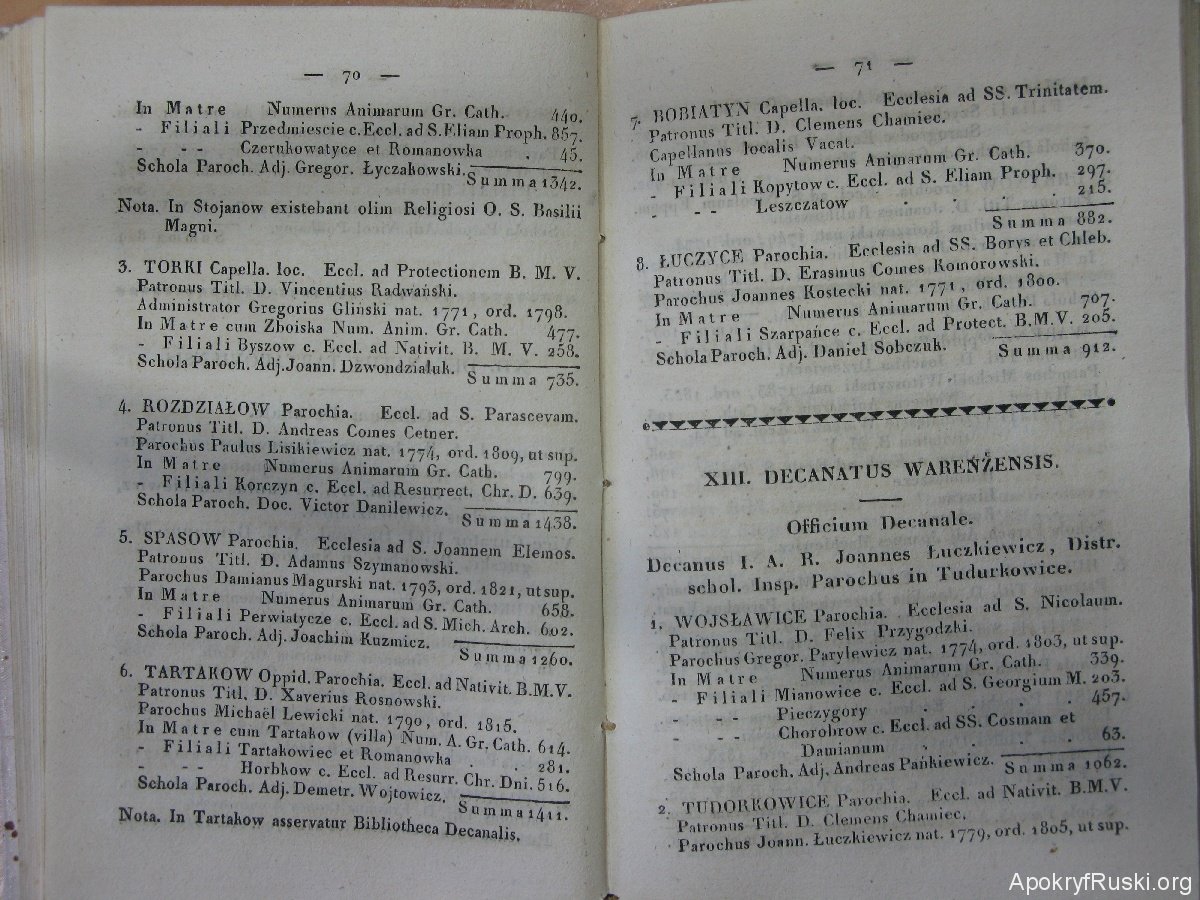 — 70 —
In Matre Numerus Animarum Gr. Cath. 440.
- Filiali Przedmiescie c. Eccl. ad S. Eliam Proph. 857.
- - - Czerukowatyce et Romanowka . 45.
Schola Paroch. Adj. Gregor. Łyczakowski. Summa 1342.
Nota. In Stojanow existebant olim Religiosi O. S. Basilii
Magni.
3. TORKI Capella. loc. Eccl. ad Protectionem B. M. V.
Patronus Titl. D. Vincentius Radwański.
Administrator Gregorius Gliński nat. 1771, ord. 1798.
In Matre cum Zboiska Num. Anim. Gr. Cath. 477.
- Filiali Byszow c. Eccl. ad Nativit. B. M. V. 258.
Schola Paroch. Adj. Joann. Dzwondzialuk. Summa 735.
4. ROZDZIAŁOW Parochia. Eccl. ad S. Parascevam.
Patronus Titl. D. Andreas Comes Cetner.
Parochus Paulus Lisikiewicz nat. 1774, ord. 1809, ut sup.
In Matre Numerus Animarum Gr. Cath. 799.
- Filiali Korczyn c. Eccl. ad Resurrect. Chr. D. 639.
Schola Paroch. Doc. Victor Danilewicz. Summa 1438.
5. SPASOW Parochia. Ecclesia ad S. Joannem Elemos.
Patronus Titl. D. Adamus Szymanowski.
Parochus Damianus Magurski nat. 1793, ord. 1821, ut sup.
In Matre Numerus Animarum Gr. Cath. 658.
- Filiali Perwiatycze c. Eccl. ad S. Mich. Arch. 602.
Schola Paroch. Adj. Joachim Kuzmicz. Summa 1260.
6. TARTAKOW Oppid. Parochia. Eccl. ad Nativit. B.M.V.
Patronus Titl. D. Xaverius Rosnowski.
Parochus Michaël Lewicki nat. 1790, ord. 1815.
In Matre cum Tartakow (villa) Num. A. Gr. Cath. 614.
- Filiali Tartakowiec et Romanowka . . 281.
- - - Horbkow c. Eccl. ad Resurr. Chr. Dni. 516.
Schola Paroch. Adj. Demetr. Wojtowicz. Summa 1411.
Nota. In Tartakow asservatur Bibliotheca Decanalis.
— 71 —
7. BOBIATYN Capella. loc. Ecclesia ad SS. Trinitatem.
Patronus Titl. D. Clemens Chamiec.
Capellanus localis Vacat.
In Matre Numerus Animarum Gr. Cath. 370.
- Filiali Kopytow c. Eccl. ad S. Eliam Proph. 297.
- - - Leszczatow . . . . 215.
Summa 882.
8. ŁUCZYCE Parochia. Ecclesia ad SS. Borys et Chleb.
Patronus Titl. D. Erasmus Comes Komorowski.
Parochus Joannes Kostecki nat. 1771, ord. 1800.
In Matre Numerus Animarum Gr. Cath. 707.
- Filiali Szarpańce c. Eccl. ad Protect. B.M.V. 205.
Schola Paroch. Adj. Daniel Sobczuk. Summa 912.
XIII. DECANATUS WARENŻENSIS.
Officium Decanale.
Decanus I. A. R. Joannes Łuczkiewicz, Distr.
schol. Insp. Parochus in Tudurkowice.
1. WOJSŁAWICE Parochia. Ecclesia ad S. Nicolaum.
Patronus Titl. D. Felix Przygodzki.
Parochus Gregor. Parylewicz nat. 1774, ord. 1803, ut sup.
In Matre Numerus Animarum Gr. Cath. 339.
- Filiali Mianowice c. Eccl. ad S. Georgium M. 203.
- - - Pieczygory . . . . 457.
- - - Chorobrow c. Eccl. ad SS. Cosmam et
Damianum . . . . 63.
Schola Paroch. Adj. Andreas Pańkiewicz. Summa 1062.
2. TUDORKOWICE Parochia. Eccl. ad Nativit. B.M.V.
Patronus Titl. D. Clemens Chamiec.
Parochus Joann. Łuczkiewicz nat. 1779, ord. 1805, ut sup.
ApokryfRuski.org